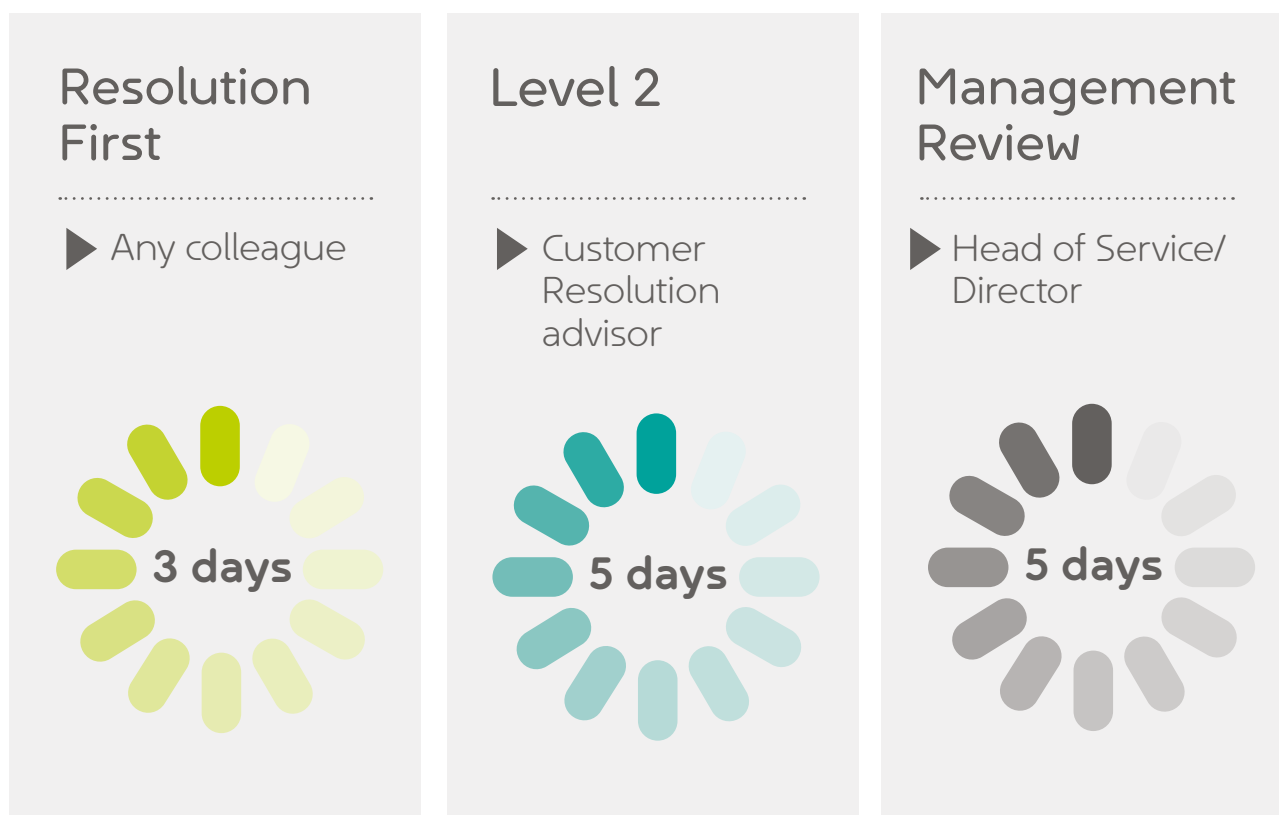 Resolution
First
Any colleague
3 days
Level 2
Customer
Resolution
advisor
5 days
Management
Review
Head of Service/
Director
5 days